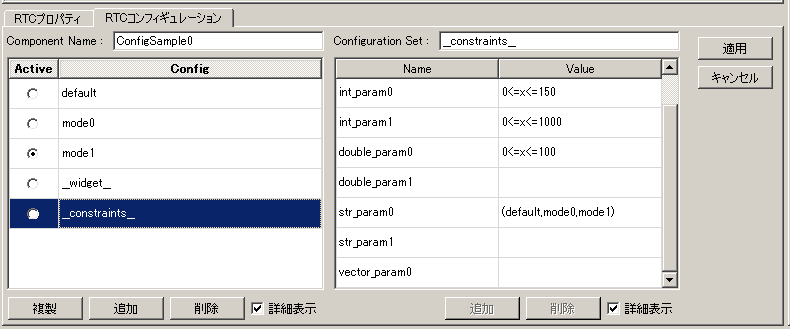 RTCプロパティ RTCコンフィギュレーション
Component Name : ConfigSample0 Configuration Set : __constraints__ 適用
キャンセル
Active Config Name Value
default int_param0 0<=x<=150
mode0 int_param1 0<=x<=1000
mode1 double_param0 0<=x<=100
__widget__ double_param1
__constraints__ str_param0 (default,mode0,mode1)
str_param1
vector_param0
複製 追加 削除 詳細表示 追加 削除 詳細表示